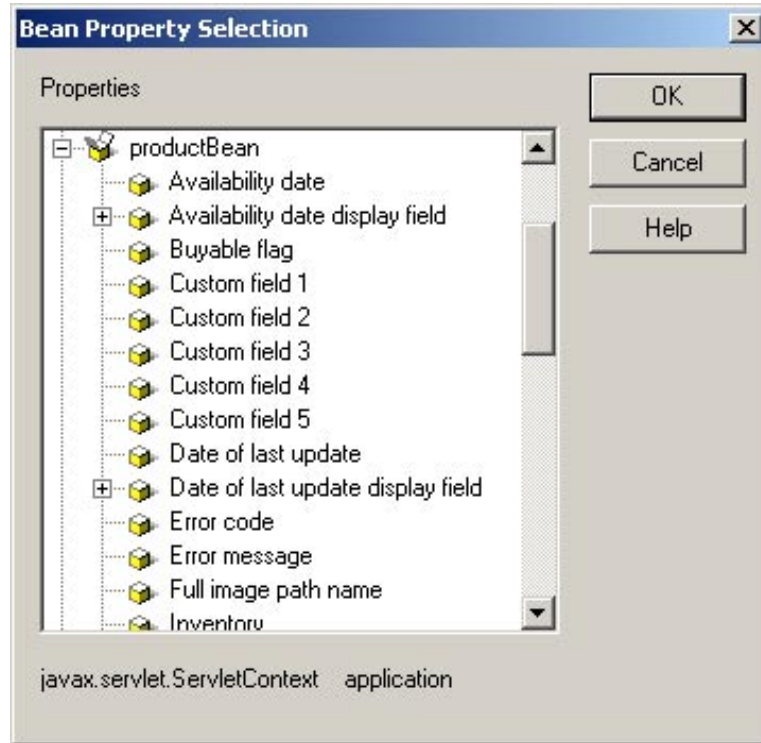 Bean Property Selection
Properties
OK
Cancel
Help
productBean
Availability date
Availability date display field
Buyable flag
Custom field 1
Custom field 2
Custom field 3
Custom field 4
Custom field 5
Date of last update
Date of last update display field
Error code
Error message
Full image path name
Inventory
javax.servlet.ServletContext application